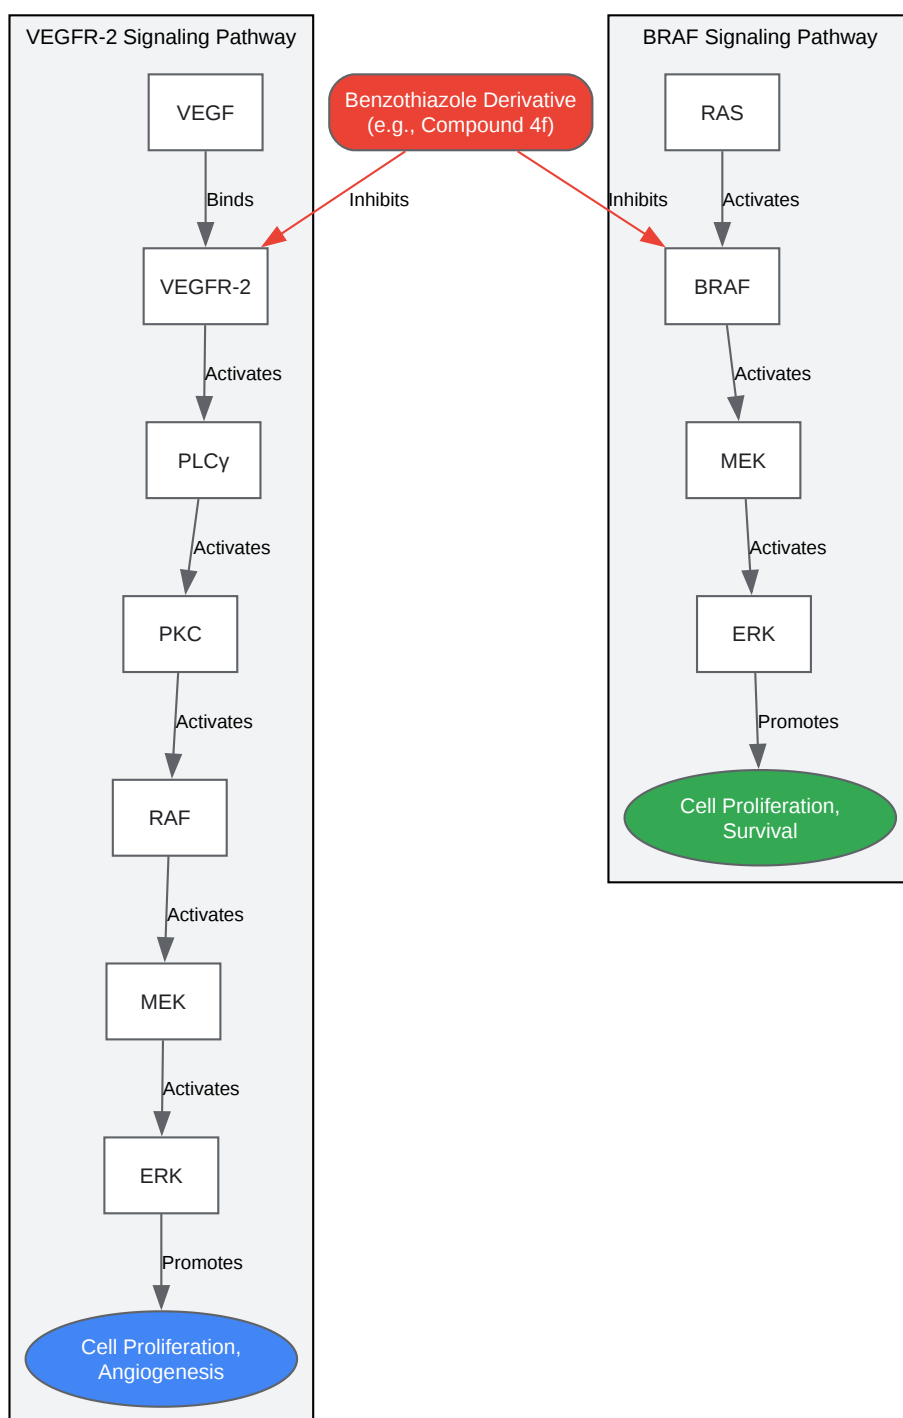 VEGFR-2 Signaling Pathway
VEGF
Binds
VEGFR-2
Activates
PLCγ
Activates
PKC
Activates
RAF
Activates
MEK
Activates
ERK
Promotes
Cell Proliferation,
Angiogenesis
Benzothiazole Derivative
(e.g., Compound 4f)
Inhibits
Inhibits
BRAF Signaling Pathway
RAS
Activates
BRAF
Activates
MEK
Activates
ERK
Promotes
Cell Proliferation,
Survival